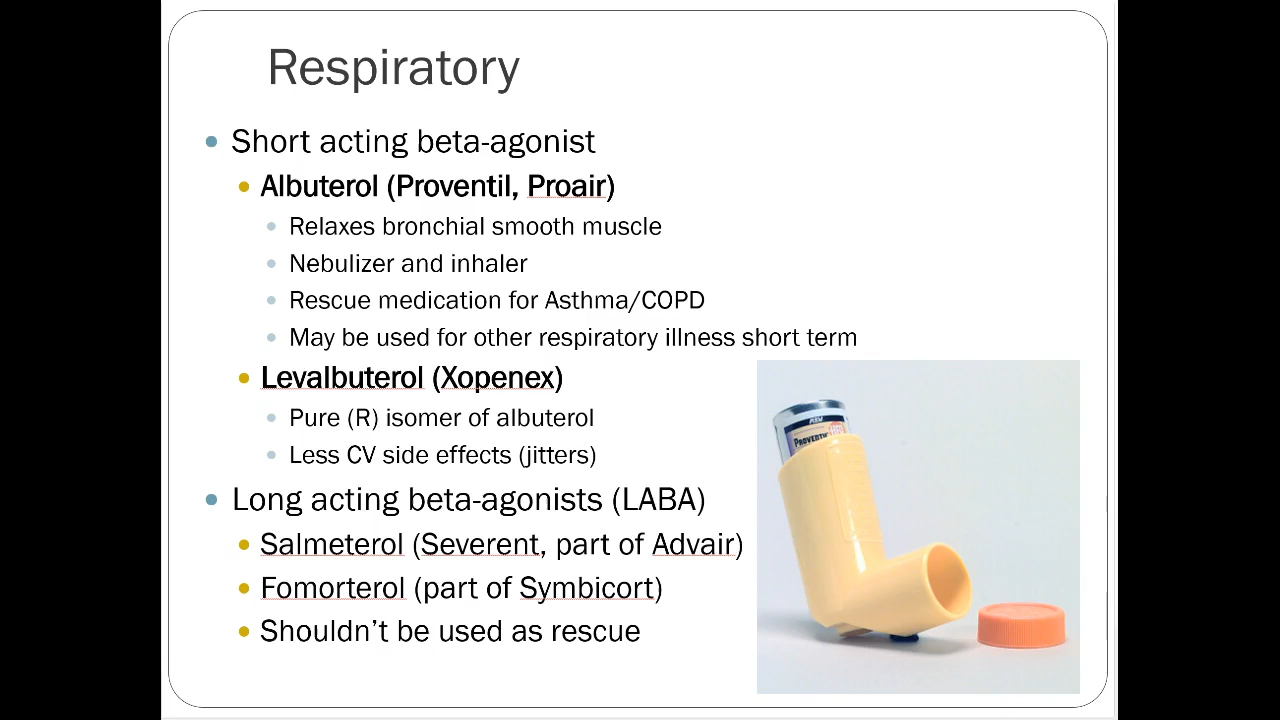 Respiratory
Short acting beta-agonist
Albuterol (Proventil, Proair)
Relaxes bronchial smooth muscle
Nebulizer and inhaler
Rescue medication for Asthma/COPD
May be used for other respiratory illness short term
Levalbuterol (Xopenex)
Pure (R) isomer of albuterol
Less CV side effects (jitters)
Long acting beta-agonists (LABA)
Salmeterol (Severent, part of Advair)
Fomorterol (part of Symbicort)
Shouldn't be used as rescue